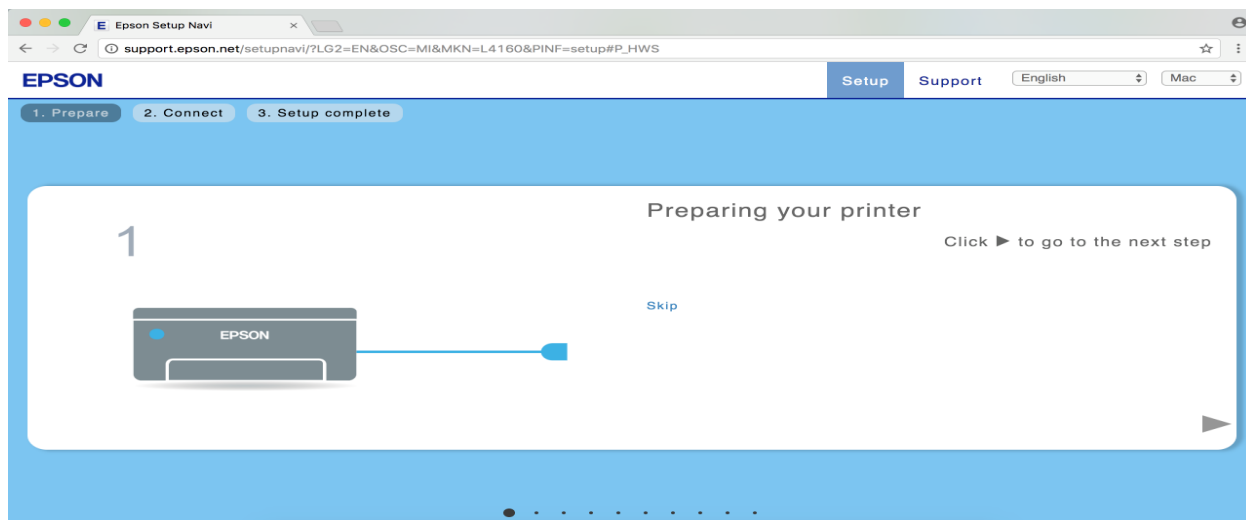 E Epson Setup Navi
support.epson.net/setupnavi/?LG2=EN&OSC=MI&MKN=L4160&PINF=setup#P_HWS
EPSON
Setup
Support
English
Mac
1. Prepare
2. Connect
3. Setup complete
Preparing your printer
1
Click ▶ to go to the next step
Skip
EPSON